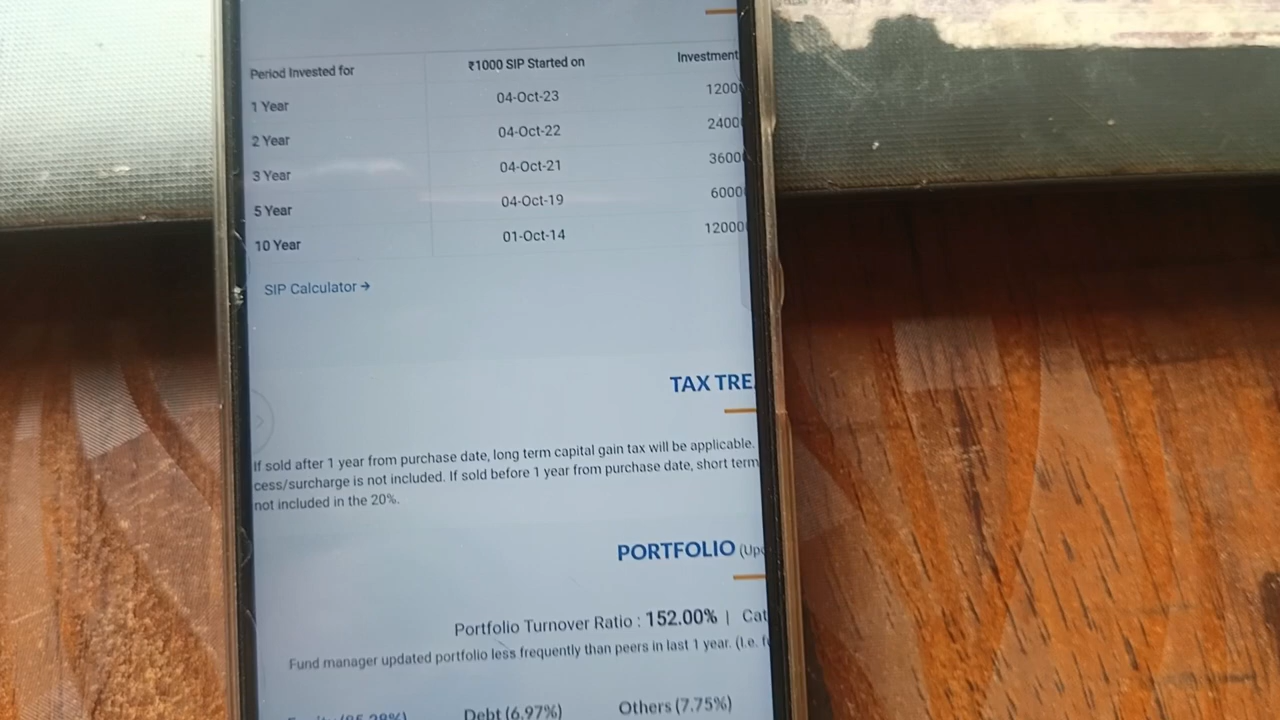 Period Invested for ₹1000 SIP Started on Investment
1 Year 04-Oct-23 1200
2 Year 04-Oct-22 2400
3 Year 04-Oct-21 3600
5 Year 04-Oct-19 6000
10 Year 01-Oct-14 12000
SIP Calculator →
TAX TRE
If sold after 1 year from purchase date, long term capital gain tax will be applicable.
cess/surcharge is not included. If sold before 1 year from purchase date, short term
not included in the 20%.
PORTFOLIO (Up
Portfolio Turnover Ratio : 152.00% | Cat
Fund manager updated portfolio less frequently than peers in last 1 year. (I.e. f
Debt (6.97%) Others (7.75%)